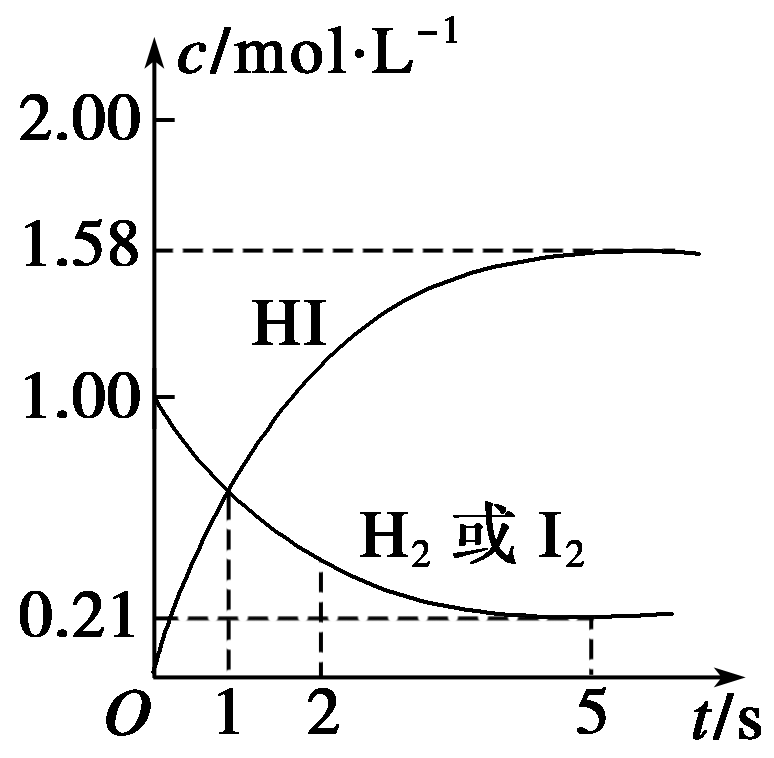 c/mol·L⁻¹
2.00
1.58
HI
1.00
H₂ 或 I₂
0.21
O 1 2 5 t/s